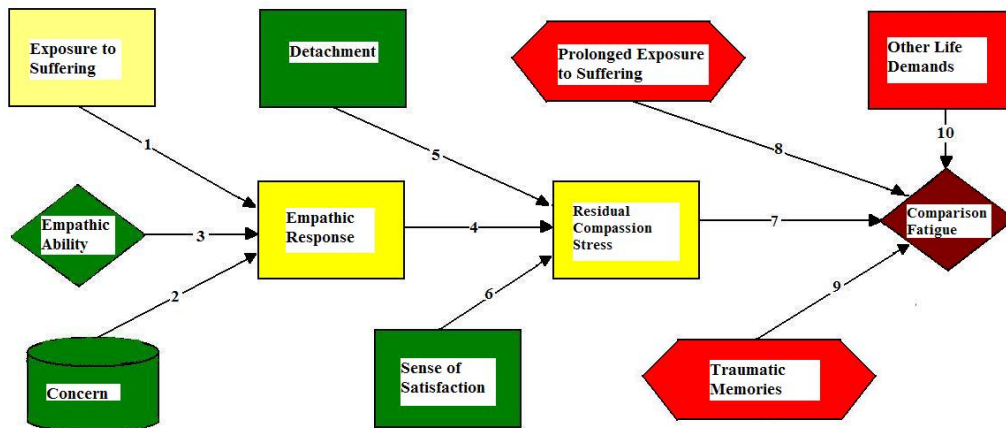 Exposure to
Suffering
Detachment
Prolonged Exposure
to Suffering
Other Life
Demands
1
5
8
10
Empathic
Ability
3
Empathic
Response
4
Residual
Compassion
Stress
7
Comparison
Fatigue
2
6
9
Concern
Sense of
Satisfaction
Traumatic
Memories